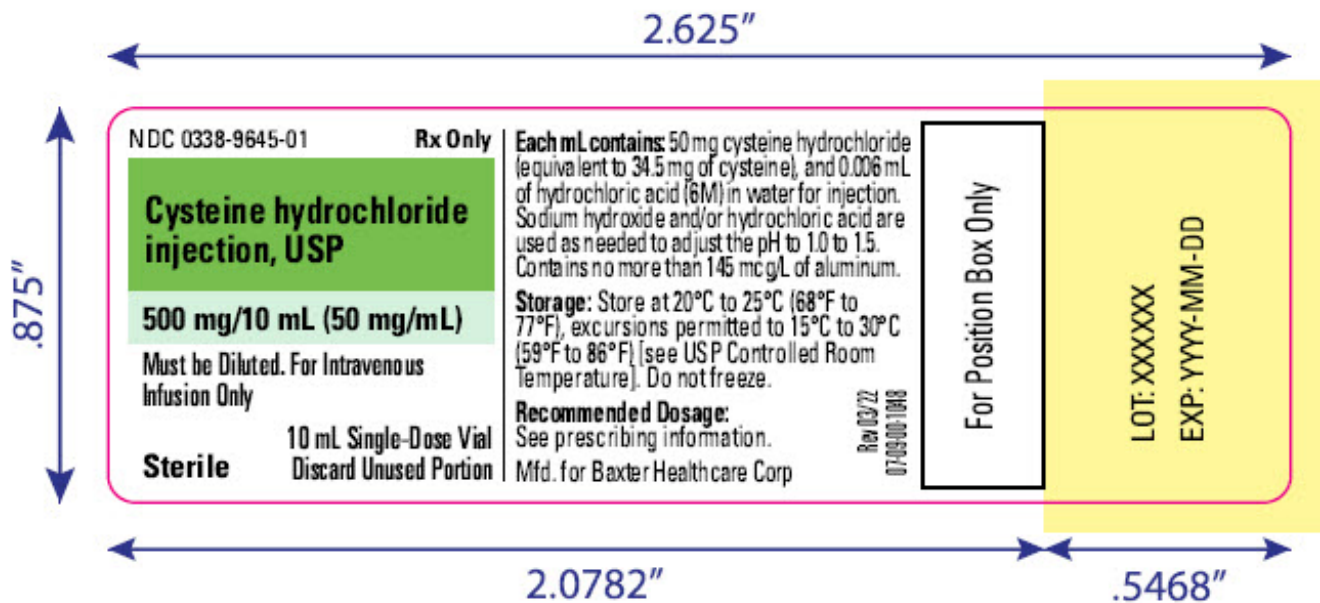 2.625"
.875"
NDC 0338-9645-01 Rx Only
Cysteine hydrochloride
injection, USP
500 mg/10 mL (50 mg/mL)
Must be Diluted. For Intravenous
Infusion Only
10 mL Single-Dose Vial
Sterile Discard Unused Portion
Each mL contains: 50 mg cysteine hydrochloride
(equivalent to 34.5 mg of cysteine), and 0.006 mL
of hydrochloric acid (6M) in water for injection.
Sodium hydroxide and/or hydrochloric acid are
used as needed to adjust the pH to 1.0 to 1.5.
Contains no more than 145 mcg/L of aluminum.
Storage: Store at 20°C to 25°C (68°F to
77°F), excursions permitted to 15°C to 30°C
(59°F to 86°F) [see USP Controlled Room
Temperature]. Do not freeze.
Recommended Dosage:
See prescribing information.
Mfd. for Baxter Healthcare Corp
Rev 03/22
07-09-00-1048
For Position Box Only
LOT: XXXXXX
EXP: YYYY-MM-DD
2.0782"
.5468"